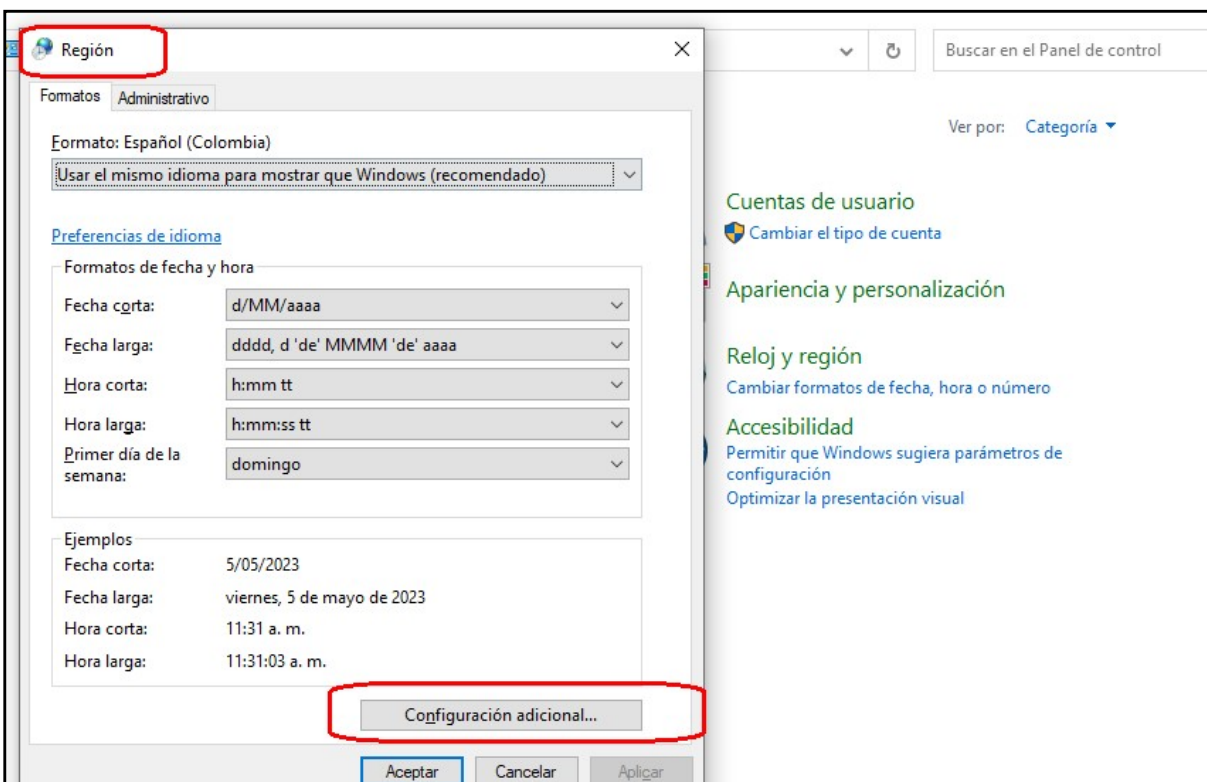 Región
Formatos
Administrativo
Formato: Español (Colombia)
Usar el mismo idioma para mostrar que Windows (recomendado)
Preferencias de idioma
Formatos de fecha y hora
Fecha corta: d/MM/aaaa
Fecha larga: dddd, d 'de' MMMM 'de' aaaa
Hora corta: h:mm tt
Hora larga: h:mm:ss tt
Primer día de la
semana:
domingo
Ejemplos
Fecha corta: 5/05/2023
Fecha larga: viernes, 5 de mayo de 2023
Hora corta: 11:31 a. m.
Hora larga: 11:31:03 a. m.
Configuración adicional...
Aceptar
Cancelar
Aplicar
Buscar en el Panel de control
Ver por: Categoría
Cuentas de usuario
Cambiar el tipo de cuenta
Apariencia y personalización
Reloj y región
Cambiar formatos de fecha, hora o número
Accesibilidad
Permitir que Windows sugiera parámetros de
configuración
Optimizar la presentación visual